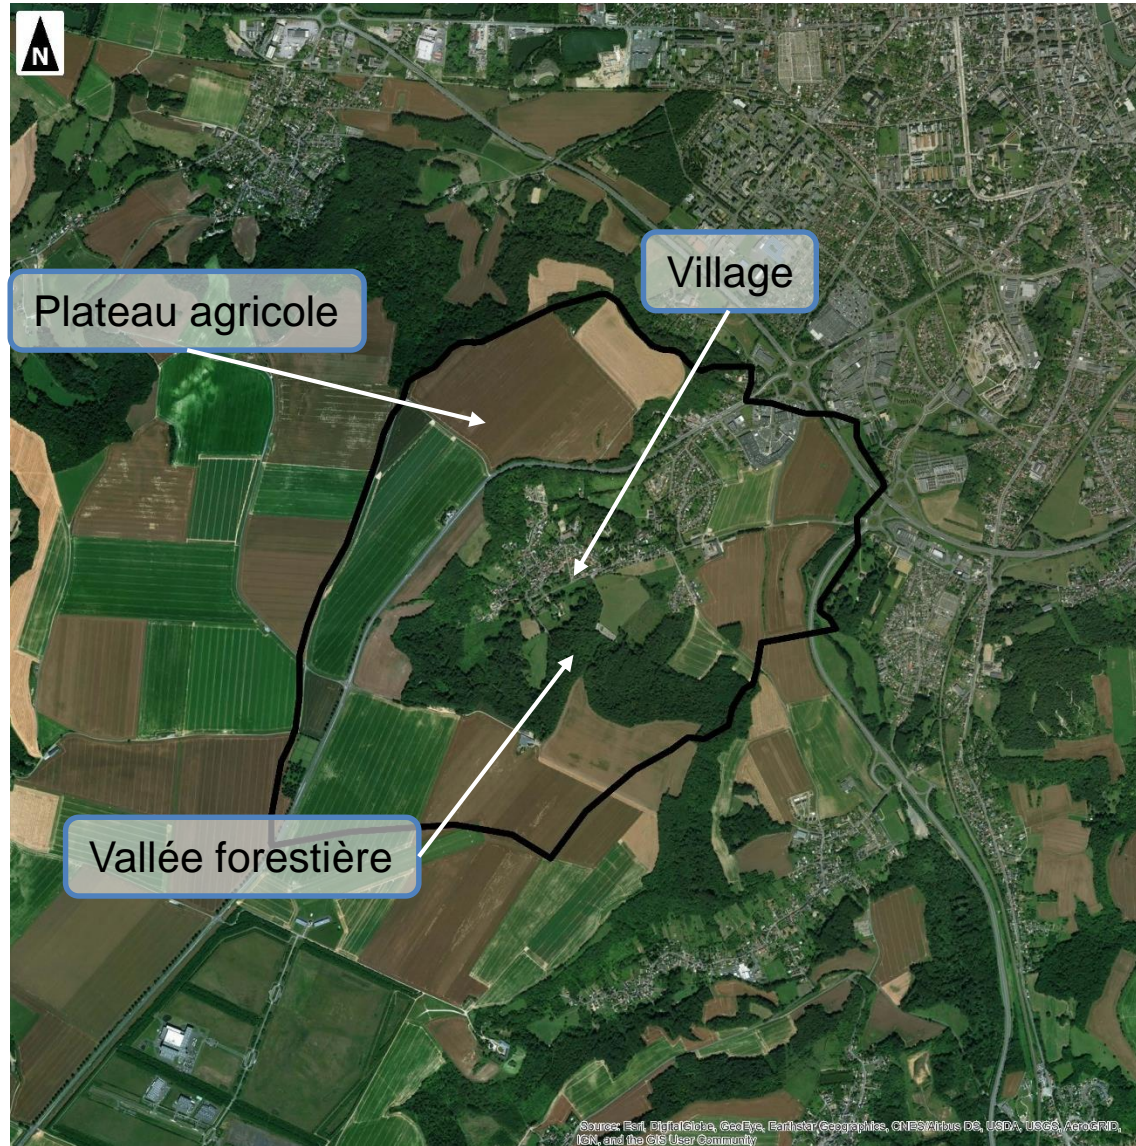 N
Village
Plateau agricole
Vallée forestière
Source: Esri, DigitalGlobe, GeoEye, Earthstar Geographics, CNES/Airbus DS, USDA, USGS, AeroGRID,
IGN, and the GIS User Community